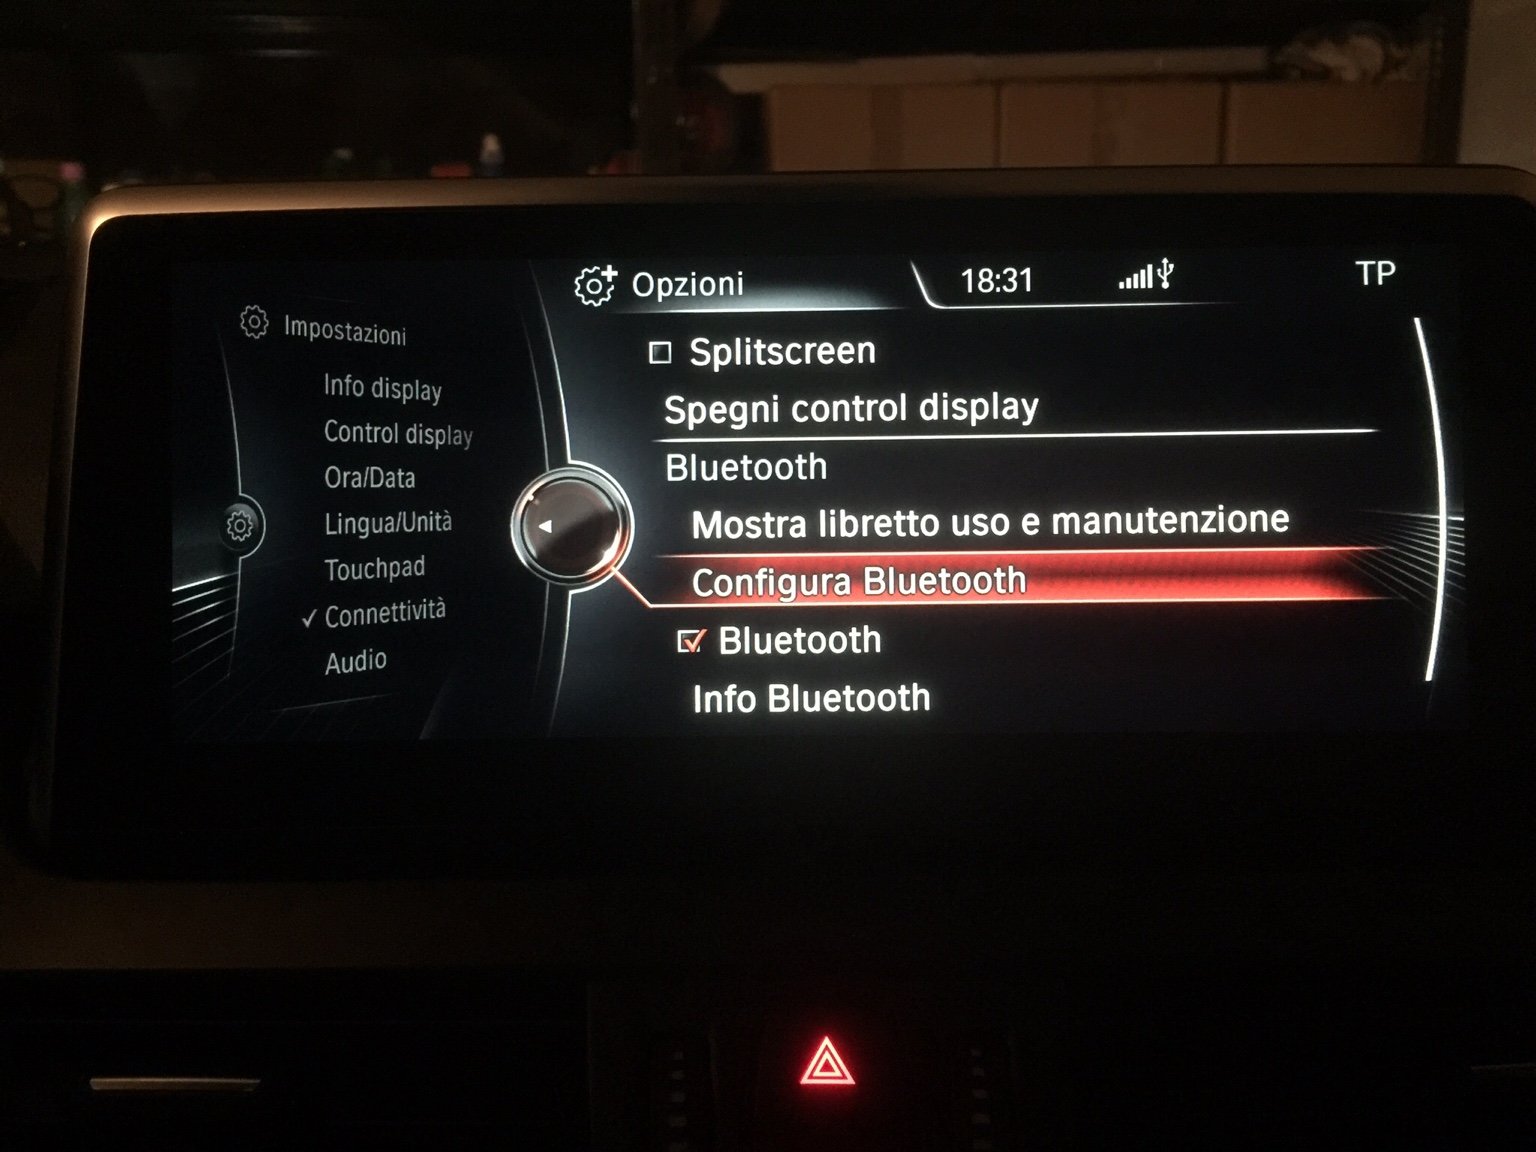 Impostazioni
Info display
Control display
Ora/Data
Lingua/Unità
Touchpad
✓ Connettività
Audio
Opzioni
18:31
TP
Splitscreen
Spegni control display
Bluetooth
Mostra libretto uso e manutenzione
Configura Bluetooth
Bluetooth
Info Bluetooth